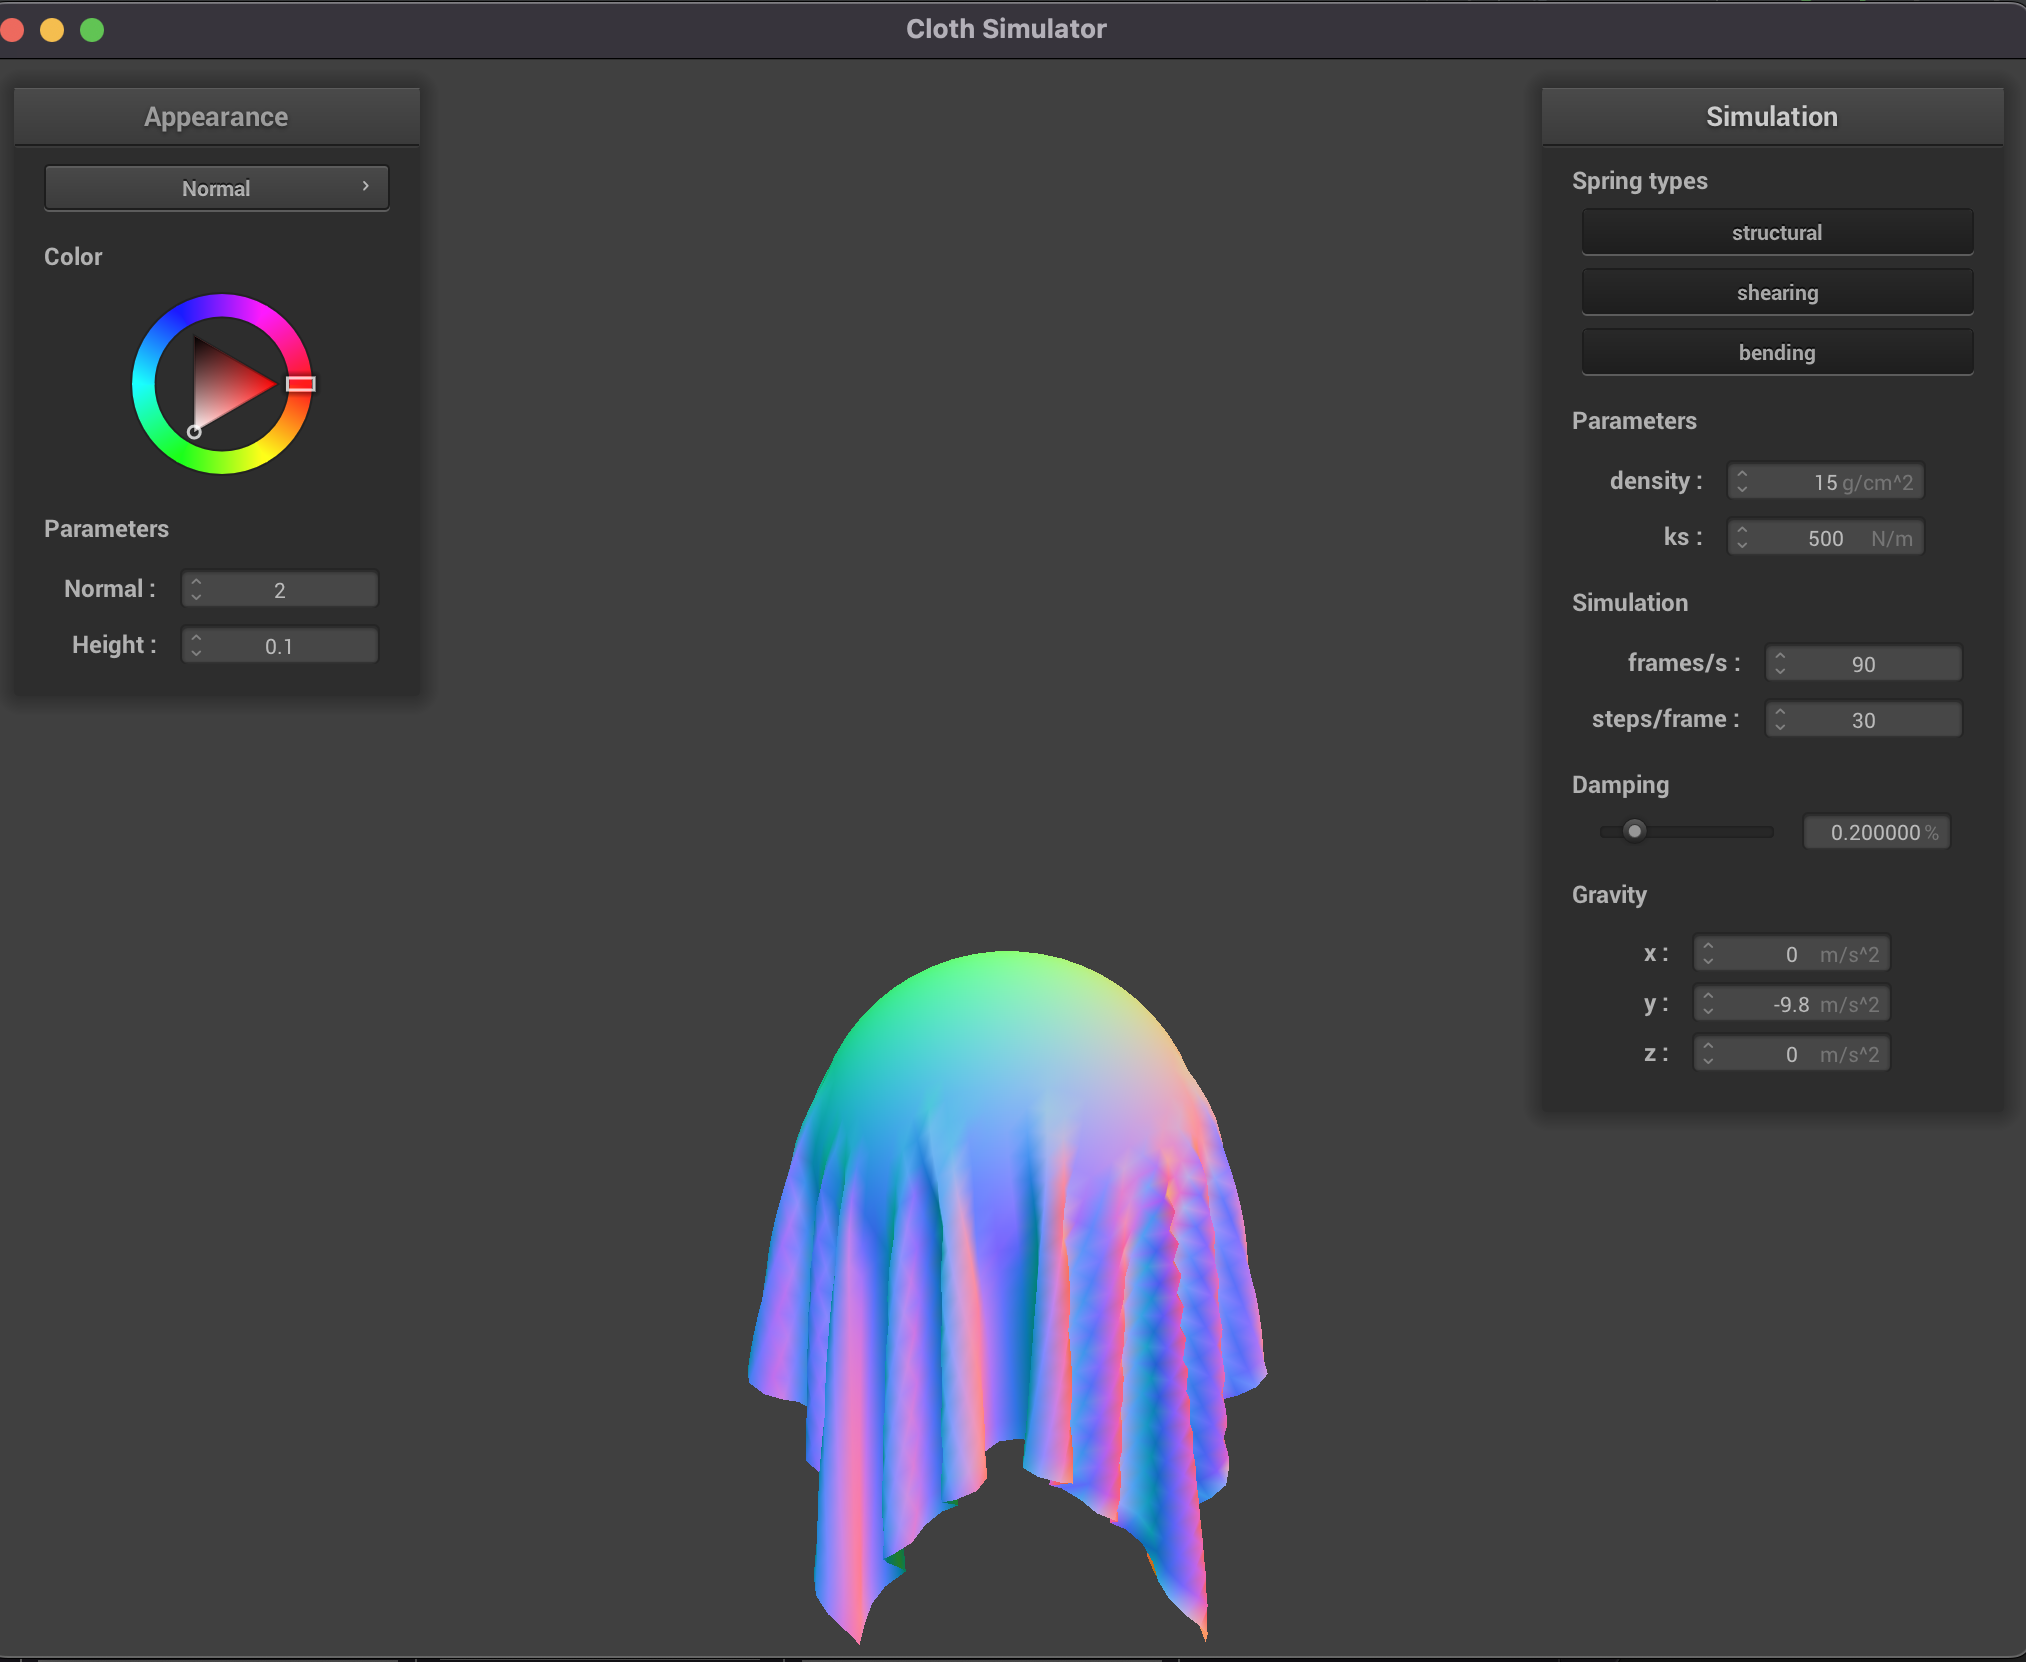 Cloth Simulator
Appearance
Normal
Color
Parameters
Normal : 2
Height : 0.1
Simulation
Spring types
structural
shearing
bending
Parameters
density : 15 g/cm^2
ks : 500 N/m
Simulation
frames/s : 90
steps/frame : 30
Damping
0.200000 %
Gravity
x : 0 m/s^2
y : -9.8 m/s^2
z : 0 m/s^2